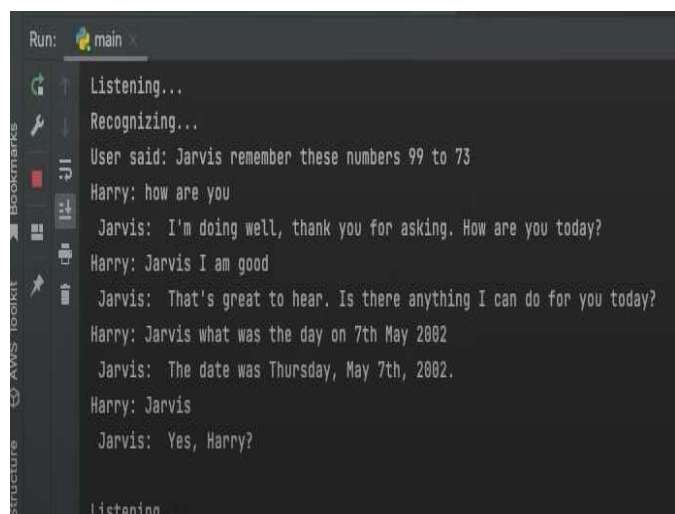 Run: main
Listening...
Recognizing...
User said: Jarvis remember these numbers 99 to 73
Harry: how are you
Jarvis: I'm doing well, thank you for asking. How are you today?
Harry: Jarvis I am good
Jarvis: That's great to hear. Is there anything I can do for you today?
Harry: Jarvis what was the day on 7th May 2002
Jarvis: The date was Thursday, May 7th, 2002.
Harry: Jarvis
Jarvis: Yes, Harry?
Listening
Bookmarks
AWS Toolkit
structure